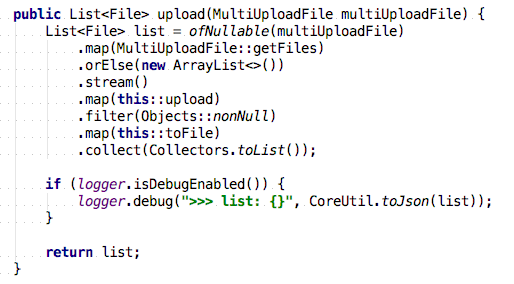 public List<File> upload(MultiUploadFile multiUploadFile) {
    List<File> list = ofNullable(multiUploadFile)
        .map(MultiUploadFile::getFiles)
        .orElse(new ArrayList<>())
        .stream()
        .map(this::upload)
        .filter(Objects::nonNull)
        .map(this::toFile)
        .collect(Collectors.toList());

    if (logger.isDebugEnabled()) {
        logger.debug(">>> list: {}", CoreUtil.toJson(list));
    }

    return list;
}